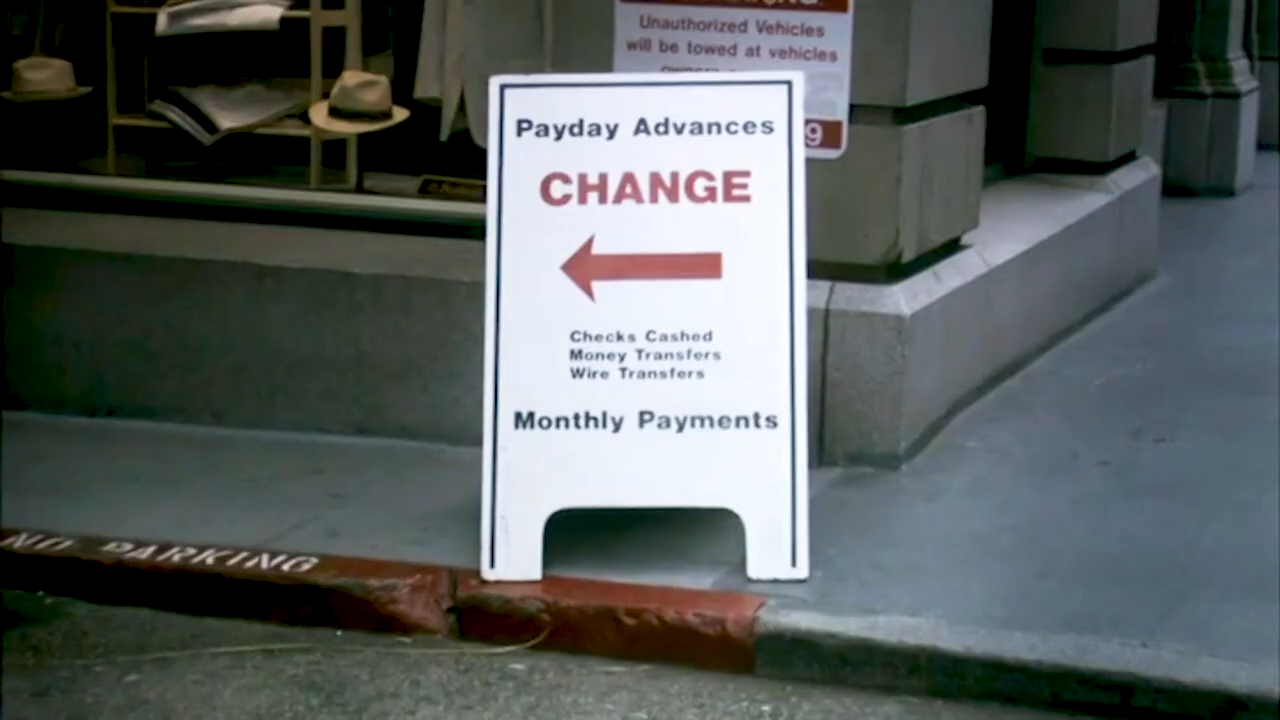 Unauthorized Vehicles
will be towed at vehicles
Payday Advances
CHANGE
9
Checks Cashed
Money Transfers
Wire Transfers
Monthly Payments
NO PARKING